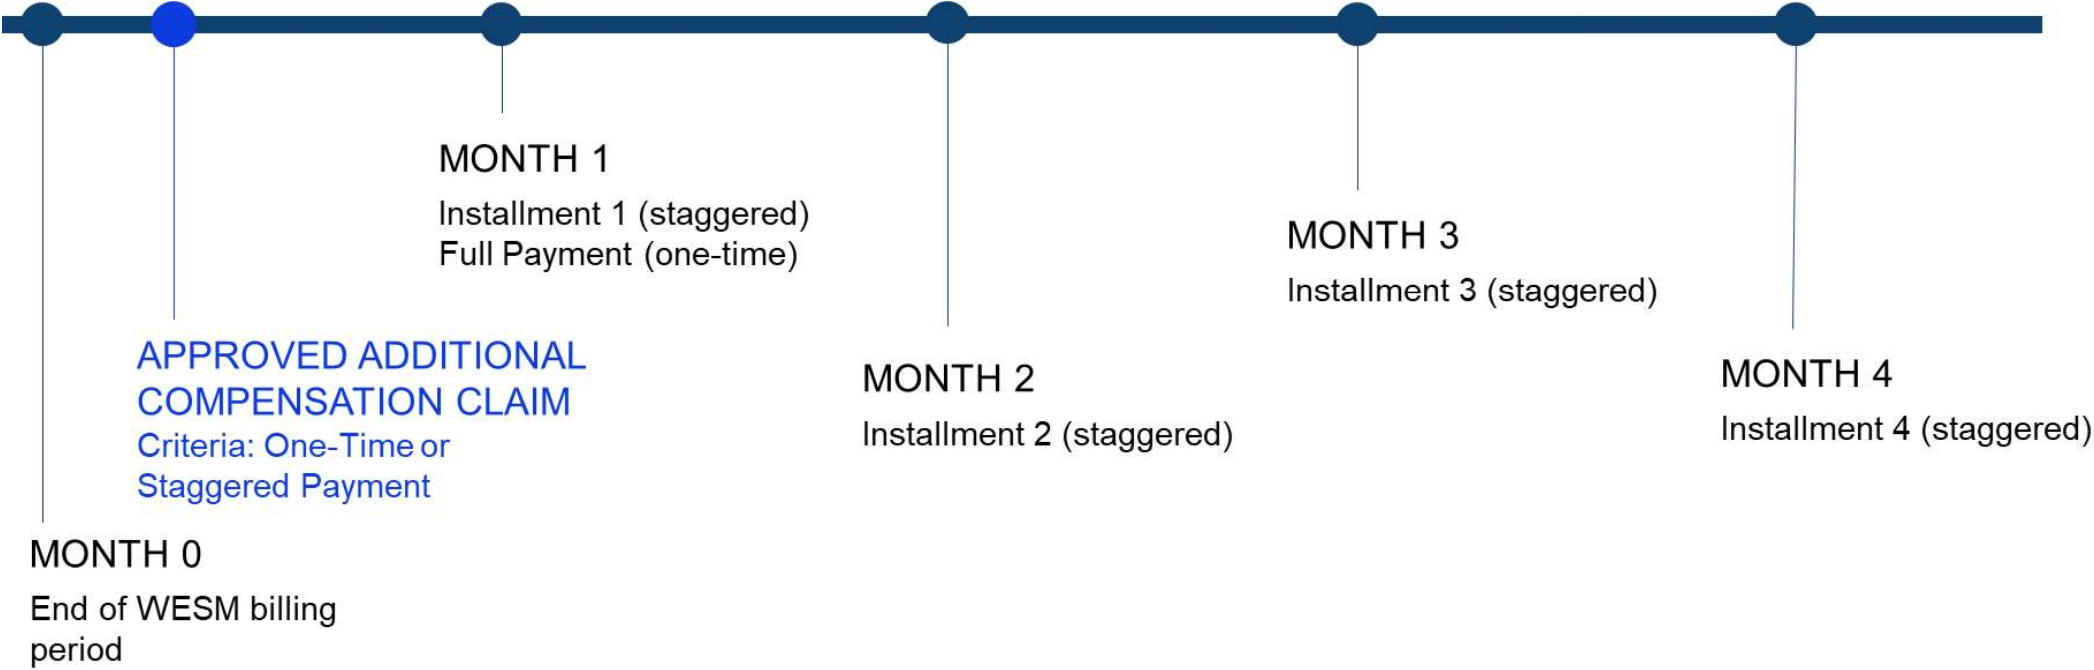 MONTH 0
End of WESM billing
period
APPROVED ADDITIONAL
COMPENSATION CLAIM
Criteria: One-Time or
Staggered Payment
MONTH 1
Installment 1 (staggered)
Full Payment (one-time)
MONTH 2
Installment 2 (staggered)
MONTH 3
Installment 3 (staggered)
MONTH 4
Installment 4 (staggered)